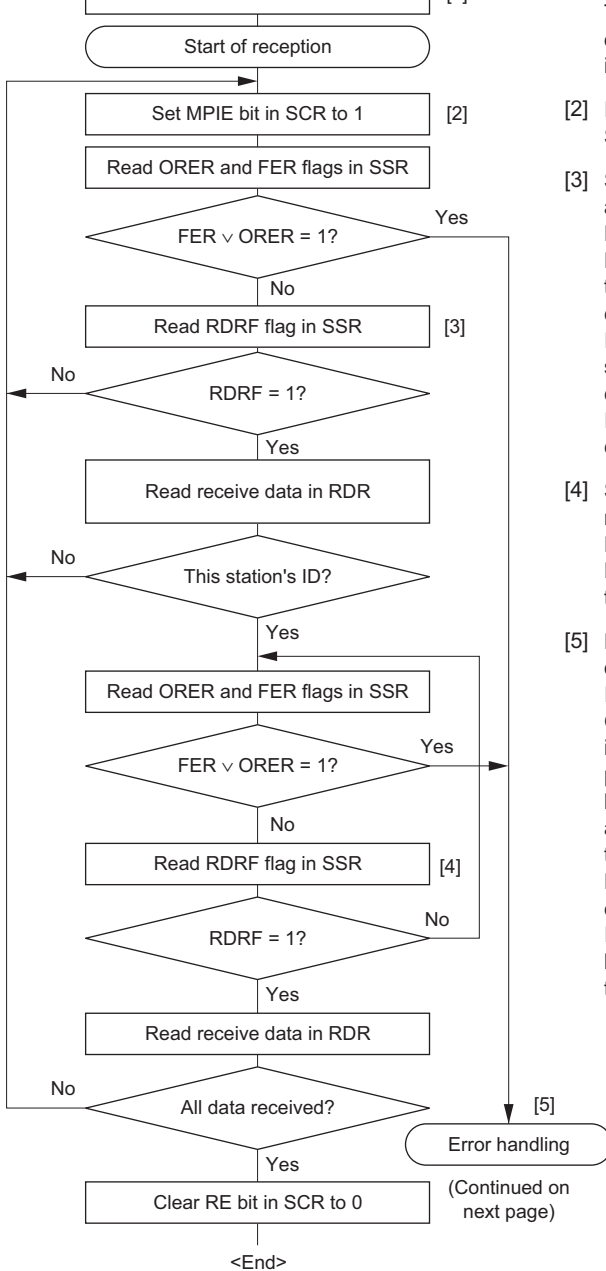 Start of reception
Set MPIE bit in SCR to 1
[2]
Read ORER and FER flags in SSR
FER ∨ ORER = 1?
Yes
No
Read RDRF flag in SSR
[3]
RDRF = 1?
No
Yes
Read receive data in RDR
This station's ID?
No
Yes
Read ORER and FER flags in SSR
FER ∨ ORER = 1?
Yes
No
Read RDRF flag in SSR
[4]
RDRF = 1?
No
Yes
Read receive data in RDR
All data received?
No
Yes
Clear RE bit in SCR to 0
<End>
[5]
Error handling
(Continued on
next page)
[2]
[3]
[4]
[5]